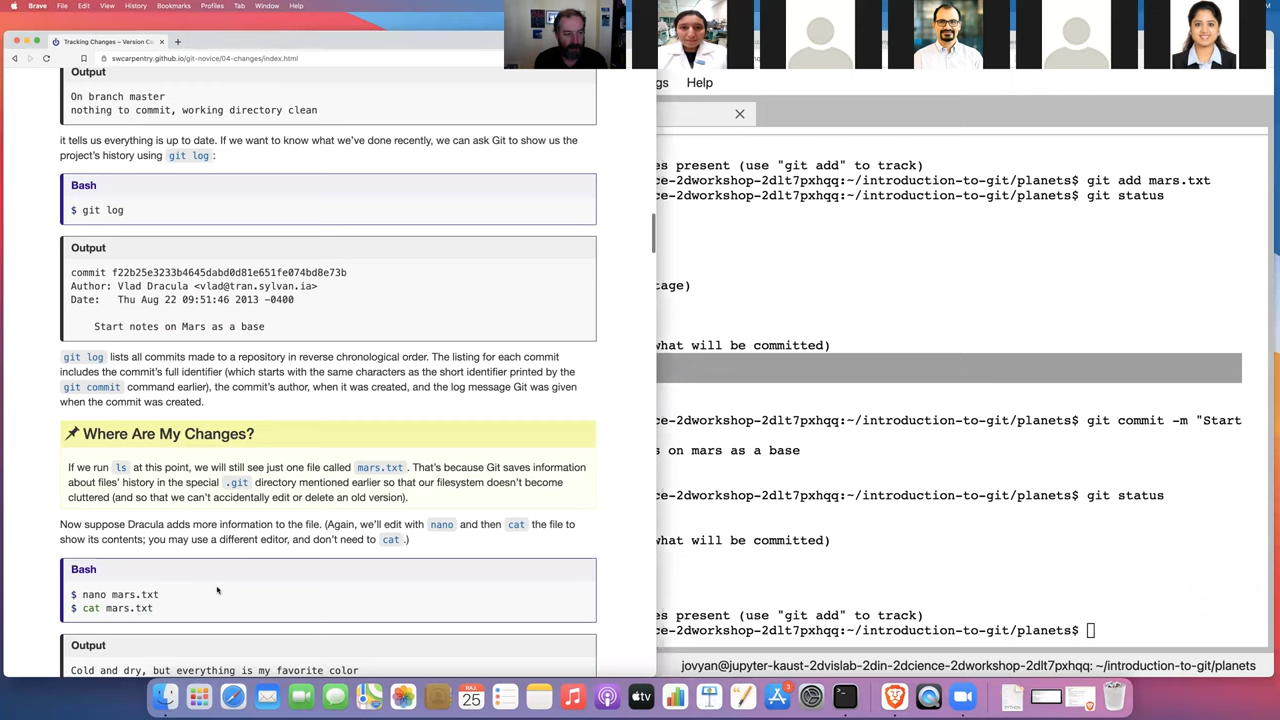 Brave File Edit View History Bookmarks Profiles Tab Window Help
Tracking Changes – Version C
swcarpentry.github.io/git-novice/04-changes/index.html
Output
On branch master
nothing to commit, working directory clean
it tells us everything is up to date. If we want to know what we've done recently, we can ask Git to show us the
project's history using git log :
Bash
$ git log
Output
commit f22b25e3233b4645dabd0d81e651fe074bd8e73b
Author: Vlad Dracula <vlad@tran.sylvan.ia>
Date:   Thu Aug 22 09:51:46 2013 -0400
Start notes on Mars as a base
git log lists all commits made to a repository in reverse chronological order. The listing for each commit
includes the commit's full identifier (which starts with the same characters as the short identifier printed by the
git commit command earlier), the commit's author, when it was created, and the log message Git was given
when the commit was created.
Where Are My Changes?
If we run ls at this point, we will still see just one file called mars.txt . That's because Git saves information
about files' history in the special .git directory mentioned earlier so that our filesystem doesn't become
cluttered (and so that we can't accidentally edit or delete an old version).
Now suppose Dracula adds more information to the file. (Again, we'll edit with nano and then cat the file to
show its contents; you may use a different editor, and don't need to cat .)
Bash
$ nano mars.txt
$ cat mars.txt
Output
Cold and dry, but everything is my favorite color
gs Help
es present (use "git add" to track)
ce-2dworkshop-2dlt7pxhqq:~/introduction-to-git/planets$ git add mars.txt
ce-2dworkshop-2dlt7pxhqq:~/introduction-to-git/planets$ git status
tage)
what will be committed)
ce-2dworkshop-2dlt7pxhqq:~/introduction-to-git/planets$ git commit -m "Start
s on mars as a base
ce-2dworkshop-2dlt7pxhqq:~/introduction-to-git/planets$ git status
what will be committed)
es present (use "git add" to track)
ce-2dworkshop-2dlt7pxhqq:~/introduction-to-git/planets$
jovyan@jupyter-kaust-2dvislab-2din-2dcience-2dworkshop-2dlt7pxhqq: ~/introduction-to-git/planets
25
tv
3